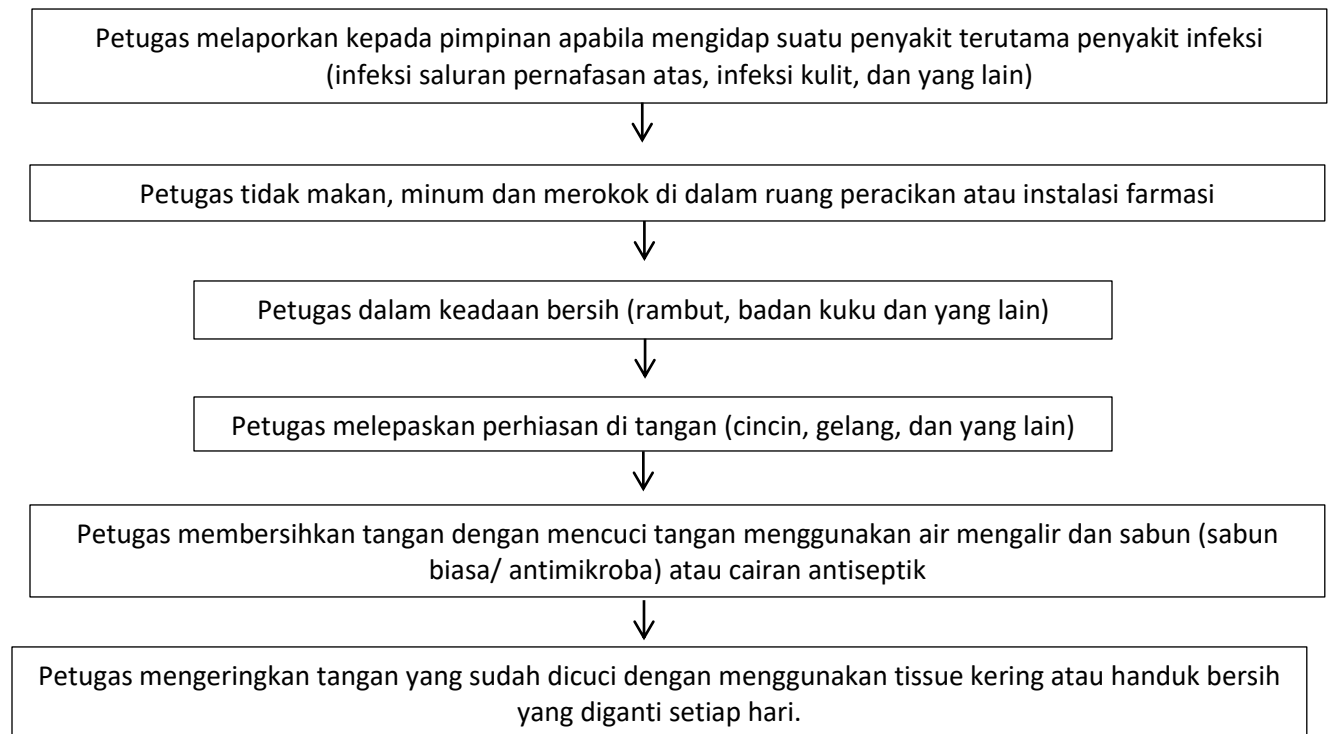 Petugas melaporkan kepada pimpinan apabila mengidap suatu penyakit terutama penyakit infeksi
(infeksi saluran pernafasan atas, infeksi kulit, dan yang lain)
Petugas tidak makan, minum dan merokok di dalam ruang peracikan atau instalasi farmasi
Petugas dalam keadaan bersih (rambut, badan kuku dan yang lain)
Petugas melepaskan perhiasan di tangan (cincin, gelang, dan yang lain)
Petugas membersihkan tangan dengan mencuci tangan menggunakan air mengalir dan sabun (sabun
biasa/ antimikroba) atau cairan antiseptik
Petugas mengeringkan tangan yang sudah dicuci dengan menggunakan tissue kering atau handuk bersih
yang diganti setiap hari.